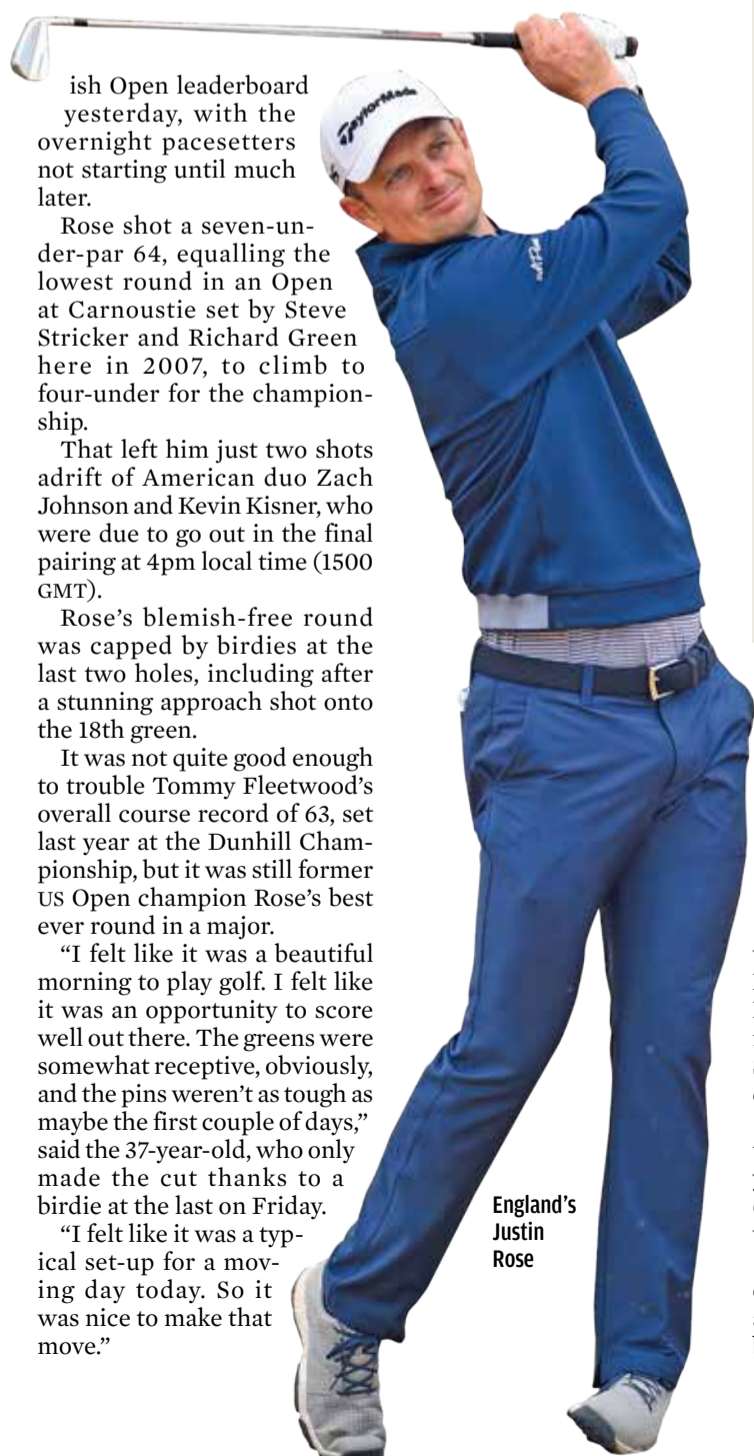 ish Open leaderboard
yesterday, with the
overnight pacesetters
not starting until much
later.
Rose shot a seven-un-
der-par 64, equalling the
lowest round in an Open
at Carnoustie set by Steve
Stricker and Richard Green
here in 2007, to climb to
four-under for the champion-
ship.
That left him just two shots
adrift of American duo Zach
Johnson and Kevin Kisner, who
were due to go out in the final
pairing at 4pm local time (1500
GMT).
Rose’s blemish-free round
was capped by birdies at the
last two holes, including after
a stunning approach shot onto
the 18th green.
It was not quite good enough
to trouble Tommy Fleetwood’s
overall course record of 63, set
last year at the Dunhill Cham-
pionship, but it was still former
US Open champion Rose’s best
ever round in a major.
“I felt like it was a beautiful
morning to play golf. I felt like
it was an opportunity to score
well out there. The greens were
somewhat receptive, obviously,
and the pins weren’t as tough as
maybe the first couple of days,”
said the 37-year-old, who only
made the cut thanks to a
birdie at the last on Friday.
“I felt like it was a typ-
ical set-up for a mov-
ing day today. So it
was nice to make that
move.”
TaylorMade
England’s
Justin
Rose